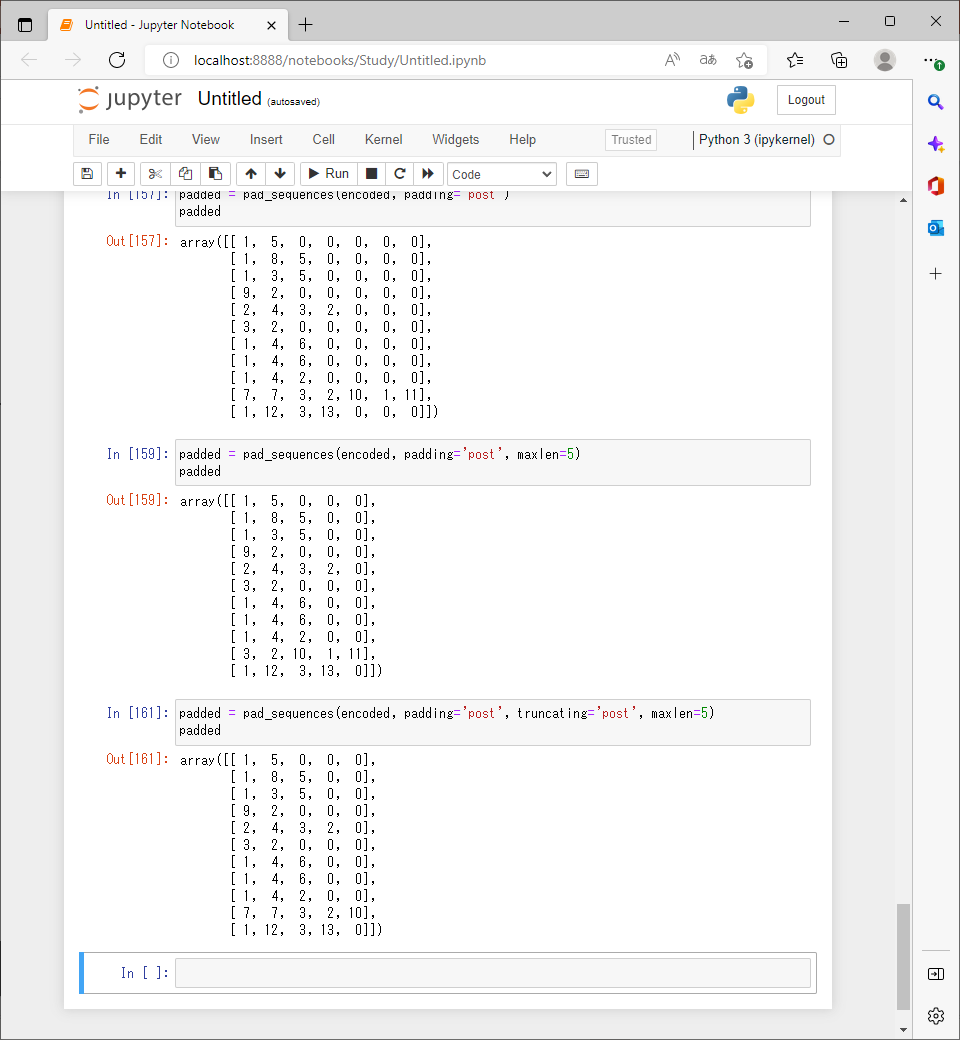 Untitled - Jupyter Notebook
localhost:8888/notebooks/Study/Untitled.ipynb
jupyter Untitled (autosaved) Logout
File Edit View Insert Cell Kernel Widgets Help Trusted Python 3 (ipykernel)
Run Code
In [157]: padded = pad_sequences(encoded, padding='post')
padded
Out[157]: array([[ 1, 5, 0, 0, 0, 0, 0],
[ 1, 8, 5, 0, 0, 0, 0],
[ 1, 3, 5, 0, 0, 0, 0],
[ 9, 2, 0, 0, 0, 0, 0],
[ 2, 4, 3, 2, 0, 0, 0],
[ 3, 2, 0, 0, 0, 0, 0],
[ 1, 4, 6, 0, 0, 0, 0],
[ 1, 4, 6, 0, 0, 0, 0],
[ 1, 4, 2, 0, 0, 0, 0],
[ 7, 7, 3, 2, 10, 1, 11],
[ 1, 12, 3, 13, 0, 0, 0]])
In [159]: padded = pad_sequences(encoded, padding='post', maxlen=5)
padded
Out[159]: array([[ 1, 5, 0, 0, 0],
[ 1, 8, 5, 0, 0],
[ 1, 3, 5, 0, 0],
[ 9, 2, 0, 0, 0],
[ 2, 4, 3, 2, 0],
[ 3, 2, 0, 0, 0],
[ 1, 4, 6, 0, 0],
[ 1, 4, 6, 0, 0],
[ 1, 4, 2, 0, 0],
[ 3, 2, 10, 1, 11],
[ 1, 12, 3, 13, 0]])
In [161]: padded = pad_sequences(encoded, padding='post', truncating='post', maxlen=5)
padded
Out[161]: array([[ 1, 5, 0, 0, 0],
[ 1, 8, 5, 0, 0],
[ 1, 3, 5, 0, 0],
[ 9, 2, 0, 0, 0],
[ 2, 4, 3, 2, 0],
[ 3, 2, 0, 0, 0],
[ 1, 4, 6, 0, 0],
[ 1, 4, 6, 0, 0],
[ 1, 4, 2, 0, 0],
[ 7, 7, 3, 2, 10],
[ 1, 12, 3, 13, 0]])
In [ ]: